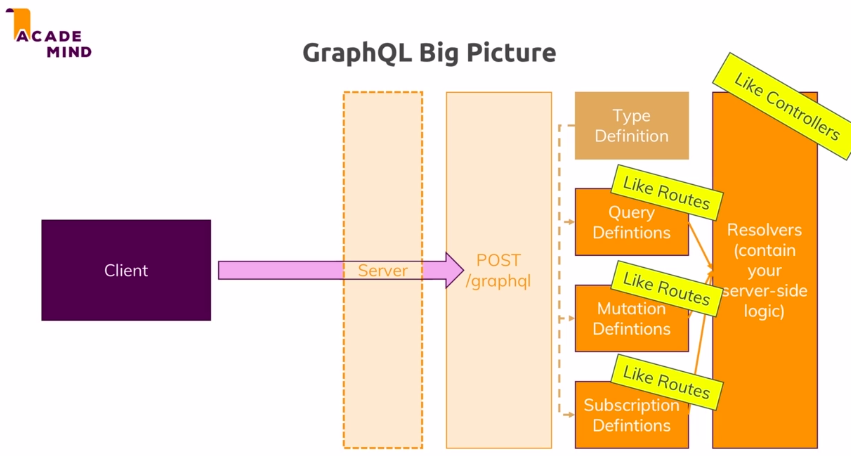 ACADE
MIND
GraphQL Big Picture
Client
Server
POST
/graphql
Type
Definition
Like Routes
Query
Defintions
Like Routes
Mutation
Defintions
Like Routes
Subscription
Defintions
Like Controllers
Resolvers
(contain
your
server-side
logic)